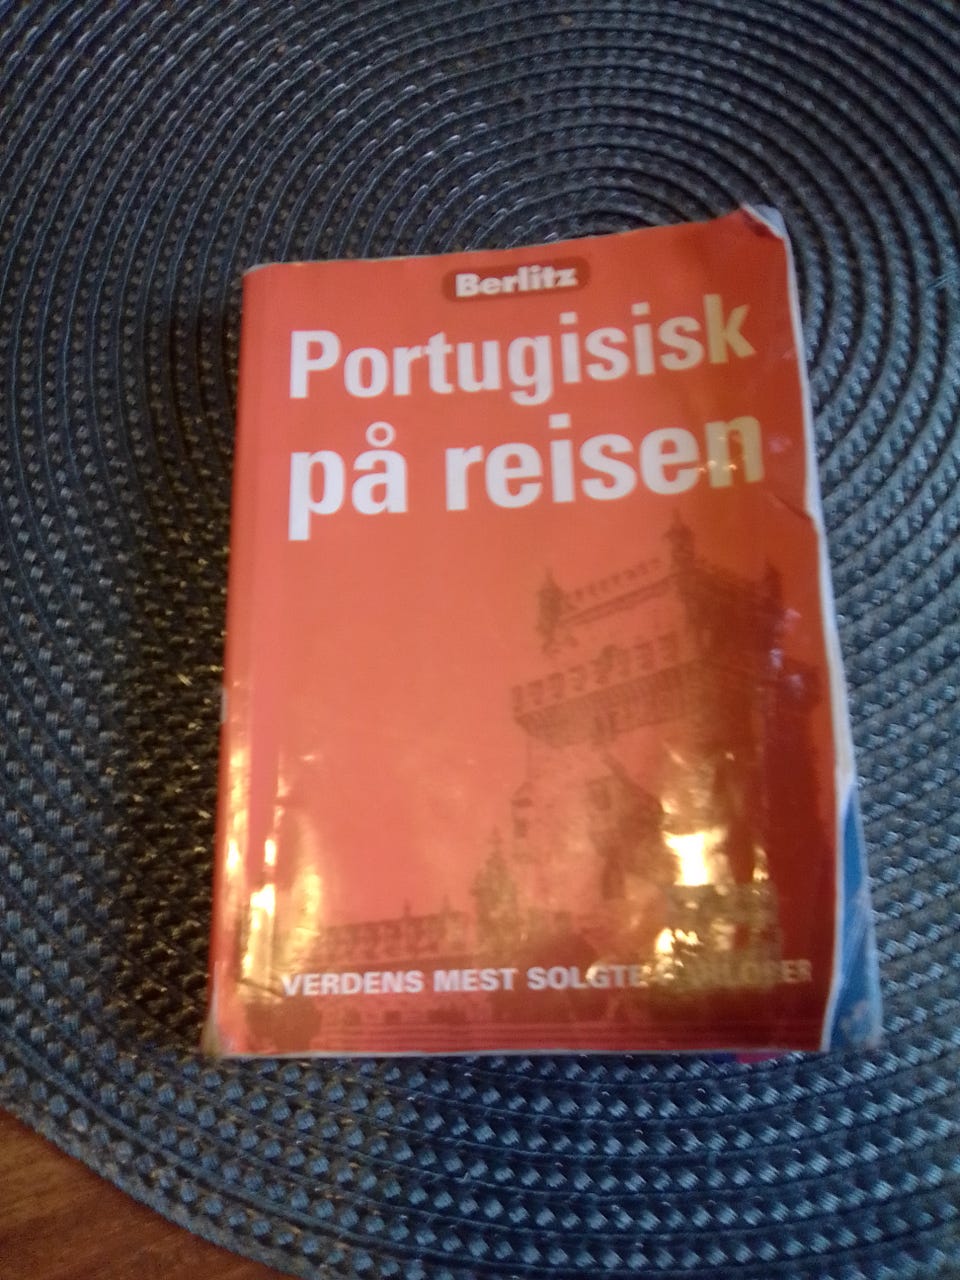 Berlitz
Portugisisk
på reisen
VERDENS MEST SOLGTE